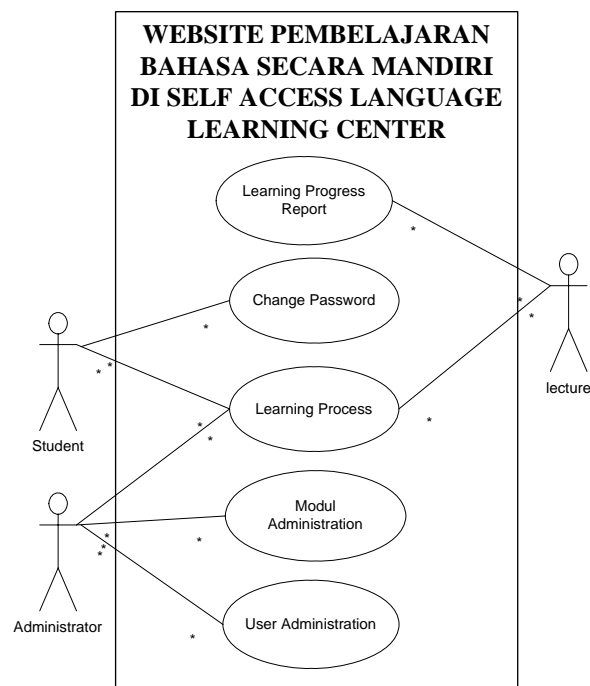 WEBSITE PEMBELAJARAN
BAHASA SECARA MANDIRI
DI SELF ACCESS LANGUAGE
LEARNING CENTER
Learning Progress
Report
*
Change Password
*
* *
*
*
lecture
Learning Process
*
*
*
* *
Student
Modul
Administration
*
*
*
*
User Administration
*
Administrator